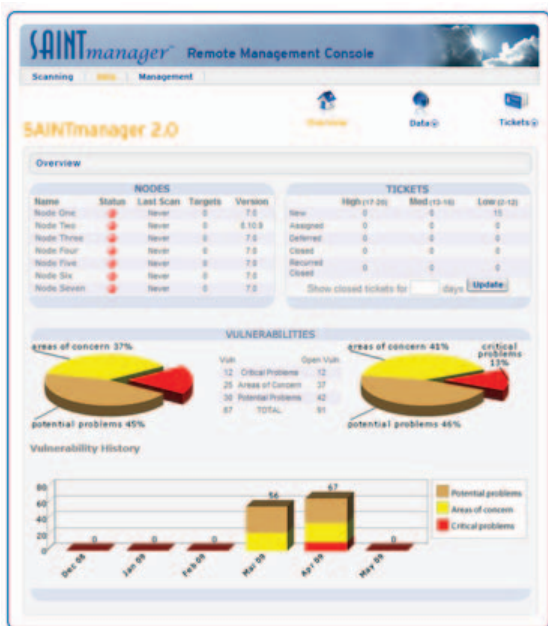 SAINTmanager™ Remote Management Console
Scanning Management
Overview Data Tickets
SAINTmanager 2.0
Overview
NODES
Name Status Last Scan Targets Version
Node One Never 0 7.0
Node Two Never 0 6.10.9
Node Three Never 0 7.0
Node Four Never 0 7.0
Node Five Never 0 7.0
Node Six Never 0 7.0
Node Seven Never 0 7.0
TICKETS
High (17-20) Med (13-16) Low (2-12)
New 0 0 15
Assigned 0 0 0
Deferred 0 0 0
Closed 0 0 0
Recurred
Closed 0 0 0
Show closed tickets for days Update
VULNERABILITIES
areas of concern 37%
potential problems 45%
Vuln Open Vuln
12 Critical Problems 12
25 Areas of Concern 37
30 Potential Problems 42
67 TOTAL 91
areas of concern 41%
critical
problems
13%
potential problems 46%
Vulnerability History
80
60
40
20
0
0 0 0 56 67 0
Dec 08 Jan 09 Feb 09 Mar 09 Apr 09 May 09
Potential problems
Areas of concern
Critical problems